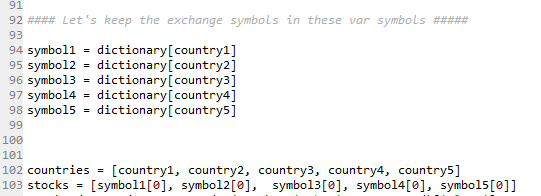 91
92 #### Let's keep the exchange symbols in these var symbols #####
93
94 symbol1 = dictionary[country1]
95 symbol2 = dictionary[country2]
96 symbol3 = dictionary[country3]
97 symbol4 = dictionary[country4]
98 symbol5 = dictionary[country5]
99
100
101
102 countries = [country1, country2, country3, country4, country5]
103 stocks = [symbol1[0], symbol2[0],  symbol3[0], symbol4[0], symbol5[0]]